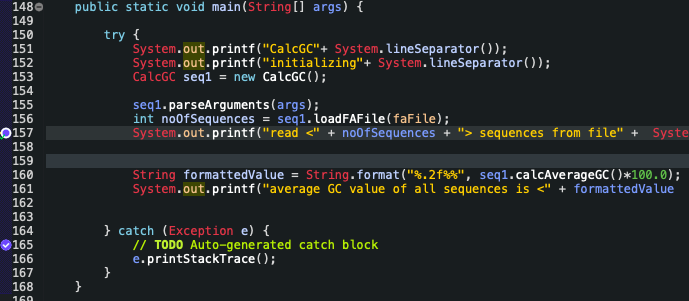 148 public static void main(String[] args) {
149
150 try {
151 System.out.printf("CalcGC"+ System.lineSeparator());
152 System.out.printf("initializing"+ System.lineSeparator());
153 CalcGC seq1 = new CalcGC();
154
155 seq1.parseArguments(args);
156 int noOfSequences = seq1.loadFAFile(faFile);
157 System.out.printf("read <" + noOfSequences + "> sequences from file" + Syste
158
159
160 String formattedValue = String.format("%.2f%%", seq1.calcAverageGC()*100.0);
161 System.out.printf("average GC value of all sequences is <" + formattedValue
162
163
164 } catch (Exception e) {
165 // TODO Auto-generated catch block
166 e.printStackTrace();
167 }
168 }
169